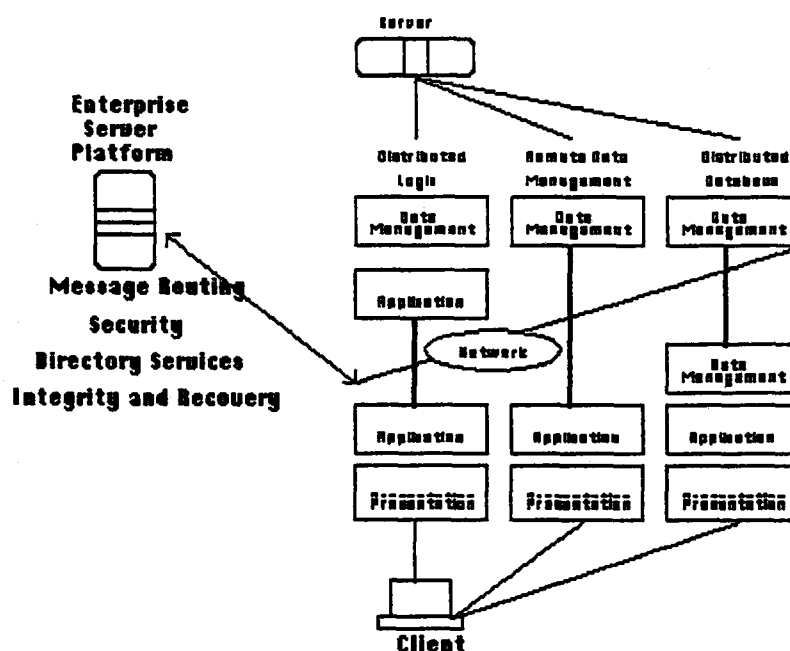 Server
Enterprise
Server
Platform
Distributed
Logic
Remote Data
Management
Distributed
Database
Data
Management
Data
Management
Data
Management
Message Routing
Application
Security
Network
Directory Services
Data
Management
Integrity and Recovery
Application
Application
Application
Presentation
Presentation
Presentation
Client